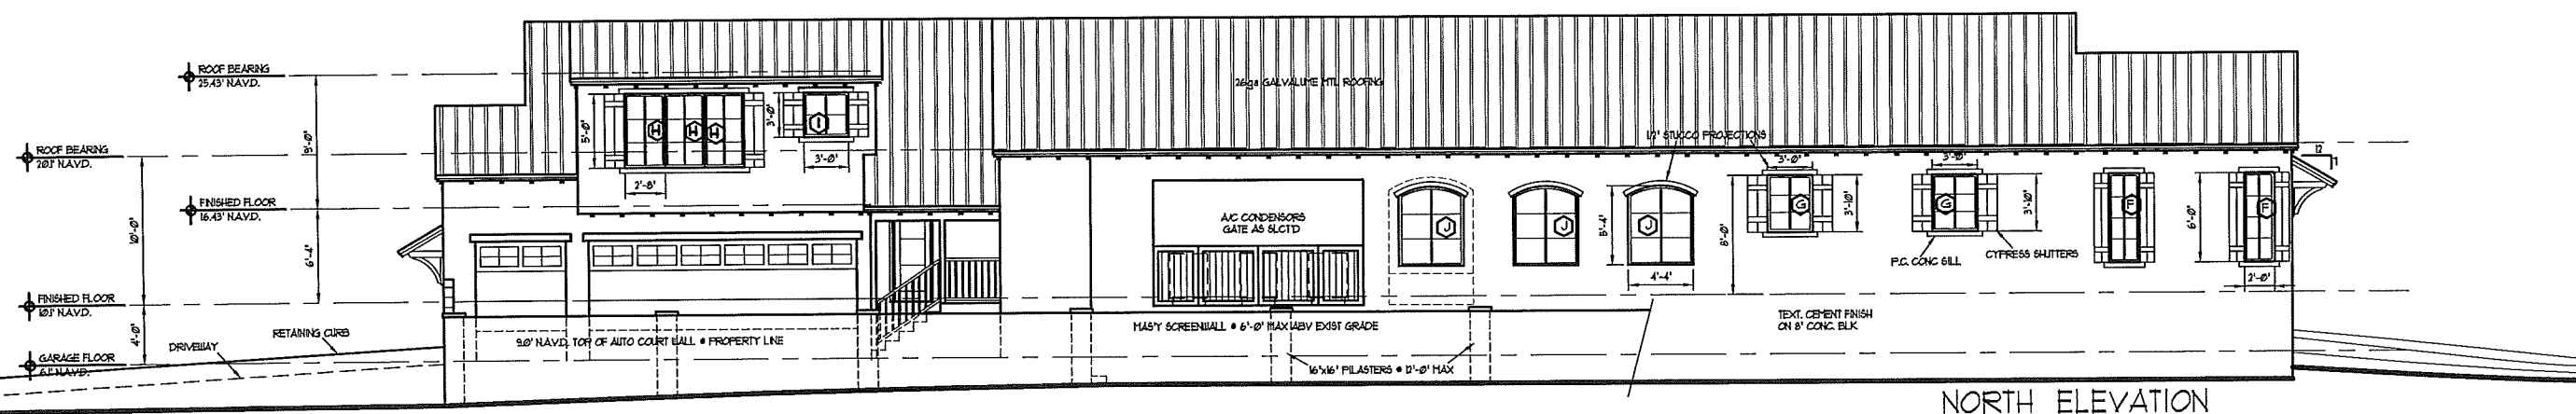 ROOF BEARING
25.43' N.A.V.D.
ROOF BEARING
20.1' N.A.V.D.
FINISHED FLOOR
16.43' N.A.V.D.
FINISHED FLOOR
10.1' N.A.V.D.
GARAGE FLOOR
6.1' N.A.V.D.
9'-0"
10'-0"
6'-4"
4'-0"
RETAINING CURB
DRIVEWAY
5'-0"
H
H
H
2'-8"
3'-0"
I
3'-0"
26ga GALVALUME MTL ROOFING
1/2" STUCCO PROJECTIONS
A/C CONDENSORS
GATE AS SLCT'D
J
J
J
5'-4"
4'-4"
8'-0"
3'-0"
G
3'-10"
3'-0"
G
3'-10"
P.C. CONC SILL
CYPRESS SHUTTERS
F
6'-0"
F
2'-0"
12
9.0' N.A.V.D. TOP OF AUTO COURT WALL @ PROPERTY LINE
MAS'Y SCREENWALL @ 6'-0" MAX ABV EXIST GRADE
16"x16" PILASTERS @ 12'-0" MAX
TEXT. CEMENT FINISH
ON 8" CONC. BLK
NORTH ELEVATION